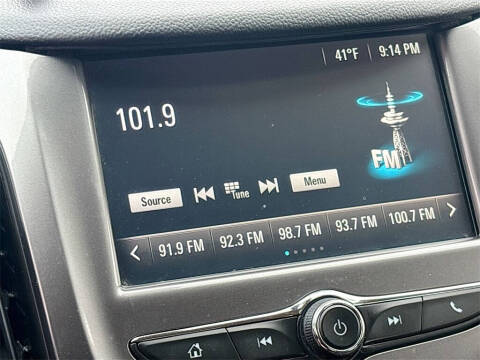 41°F 9:14 PM
101.9
FM
Source Tune Menu
91.9 FM 92.3 FM 98.7 FM 93.7 FM 100.7 FM